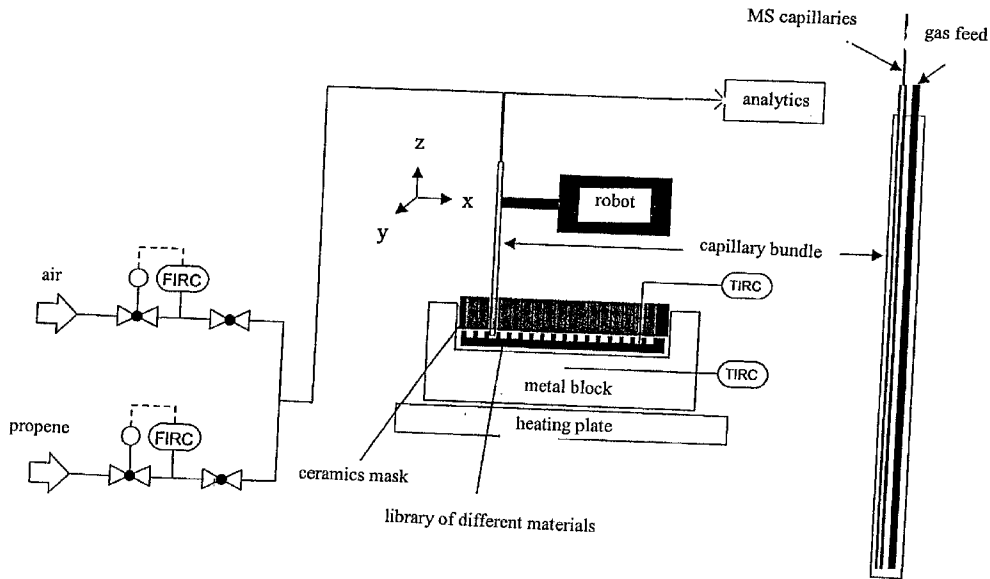 MS capillaries
gas feed
analytics
z
x
y
robot
capillary bundle
air
FIRC
TIRC
TIRC
metal block
propene
FIRC
heating plate
ceramics mask
library of different materials